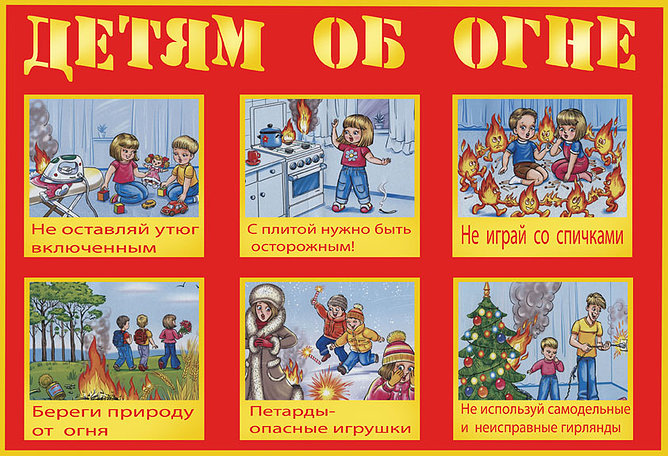 ДЕТЯМ ОБ ОГНЕ
Не оставляй утюг
включенным
С плитой нужно быть
осторожным!
Не играй со спичками
Береги природу
от огня
Петарды-
опасные игрушки
Не используй самодельные
и неисправные гирлянды